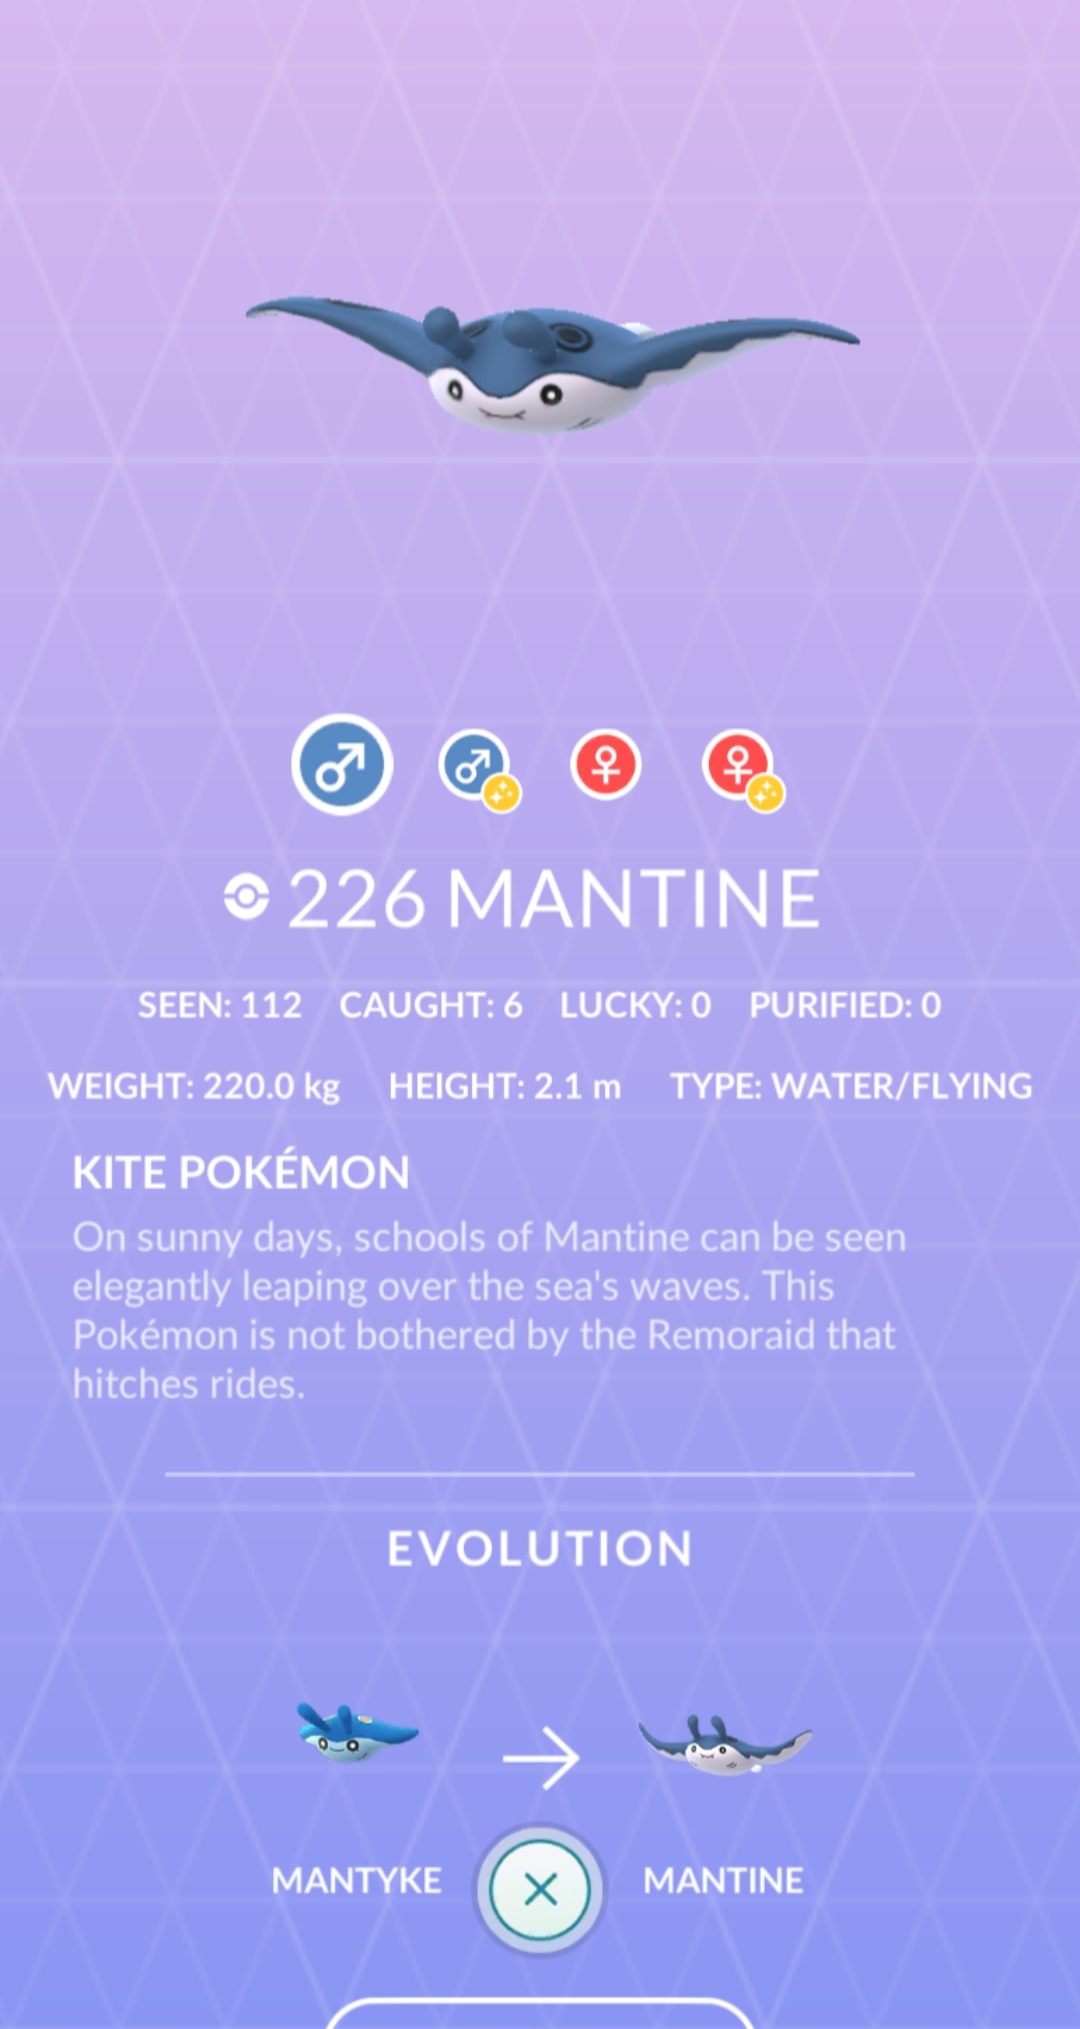 226 MANTINE
SEEN: 112 CAUGHT: 6 LUCKY: 0 PURIFIED: 0
WEIGHT: 220.0 kg HEIGHT: 2.1 m TYPE: WATER/FLYING
KITE POKÉMON
On sunny days, schools of Mantine can be seen
elegantly leaping over the sea's waves. This
Pokémon is not bothered by the Remoraid that
hitches rides.
EVOLUTION
MANTYKE MANTINE